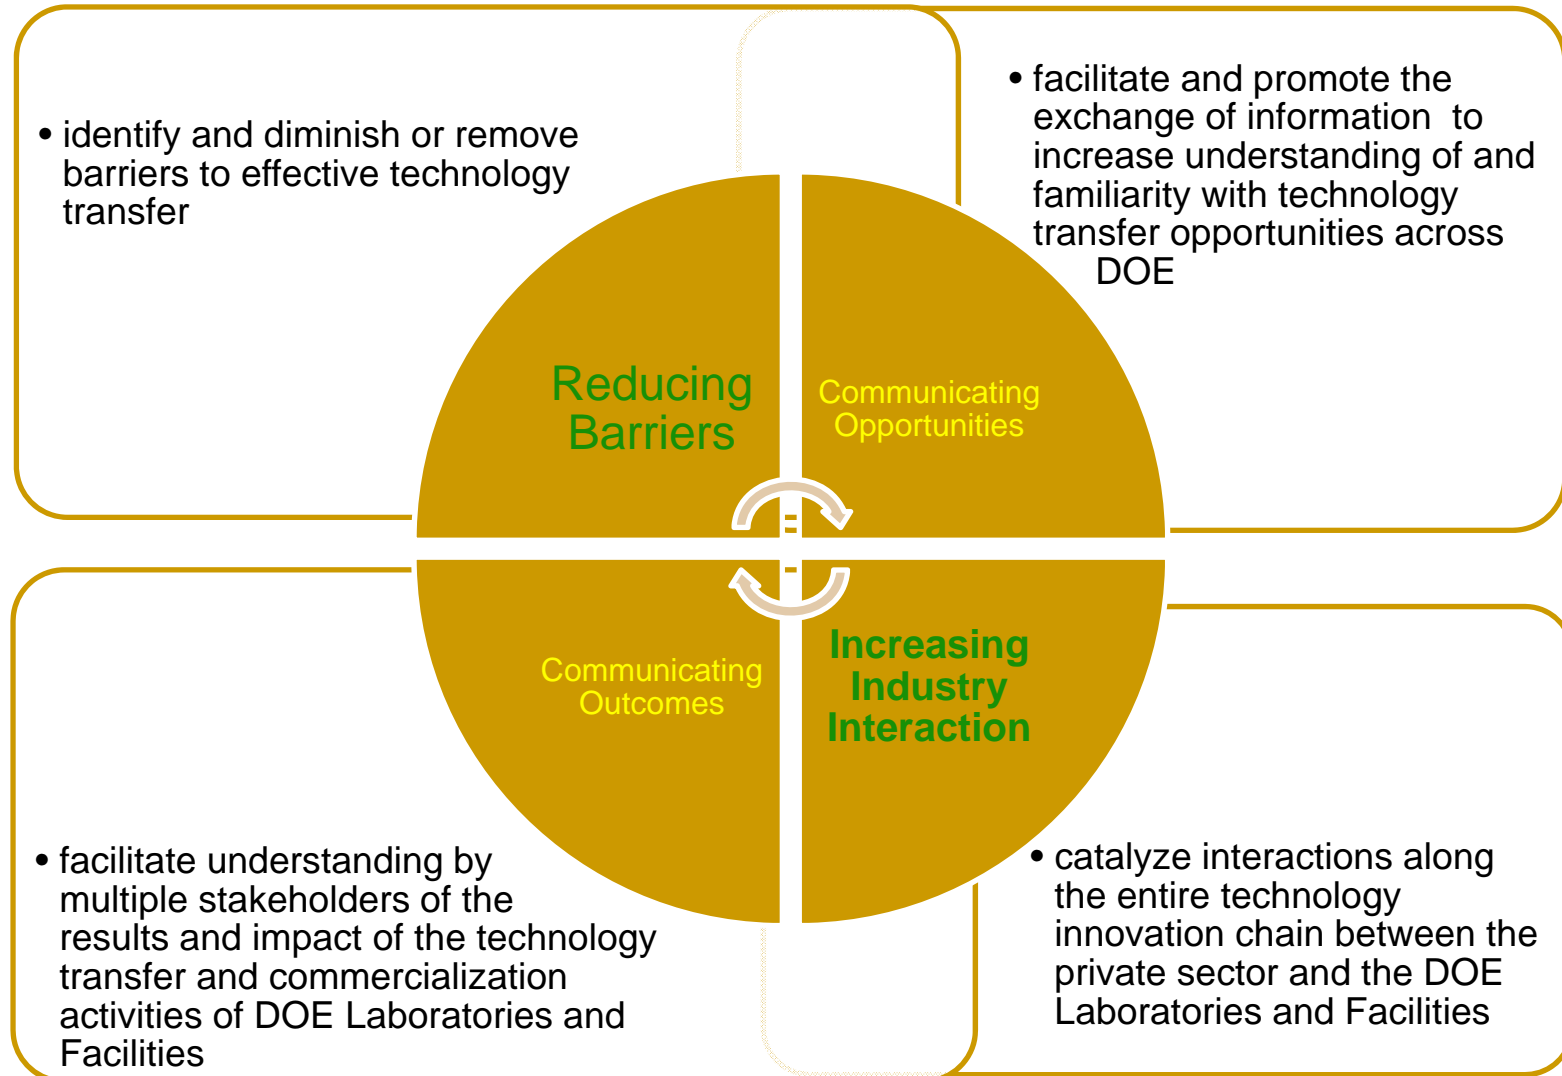 • identify and diminish or remove
barriers to effective technology
transfer
• facilitate and promote the
exchange of information to
increase understanding of and
familiarity with technology
transfer opportunities across
DOE
Reducing
Barriers
Communicating
Opportunities
Communicating
Outcomes
Increasing
Industry
Interaction
• facilitate understanding by
multiple stakeholders of the
results and impact of the technology
transfer and commercialization
activities of DOE Laboratories and
Facilities
• catalyze interactions along
the entire technology
innovation chain between the
private sector and the DOE
Laboratories and Facilities